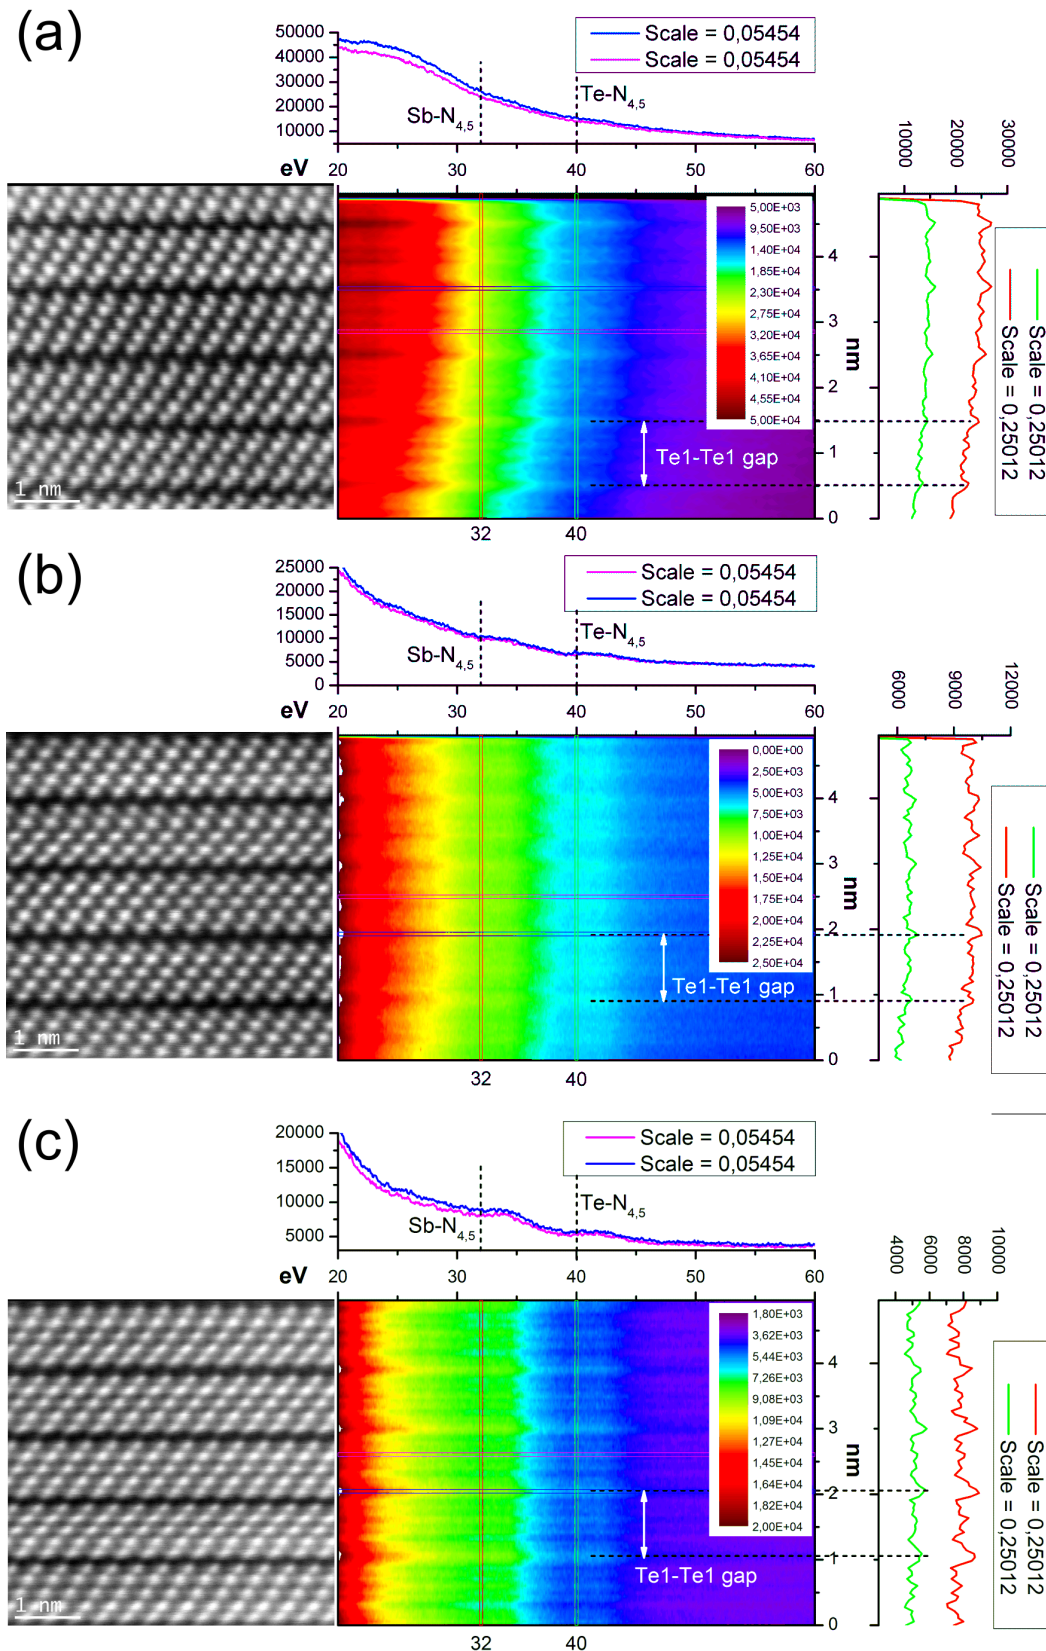 (a)
50000
40000
30000
20000
10000
Scale = 0,05454
Scale = 0,05454
Sb-N4,5
Te-N4,5
eV
20
30
40
50
60
10000
20000
30000
1 nm
5,00E+03
9,50E+03
1,40E+04
1,85E+04
2,30E+04
2,75E+04
3,20E+04
3,65E+04
4,10E+04
4,55E+04
5,00E+04
Te1-Te1 gap
4
3
2
1
0
nm
32
40
Scale = 0,25012
Scale = 0,25012
(b)
25000
20000
15000
10000
5000
0
Scale = 0,05454
Scale = 0,05454
Sb-N4,5
Te-N4,5
eV
20
30
40
50
60
6000
9000
12000
1 nm
0,00E+00
2,50E+03
5,00E+03
7,50E+03
1,00E+04
1,25E+04
1,50E+04
1,75E+04
2,00E+04
2,25E+04
2,50E+04
Te1-Te1 gap
4
3
2
1
0
nm
32
40
Scale = 0,25012
Scale = 0,25012
(c)
20000
15000
10000
5000
Scale = 0,05454
Scale = 0,05454
Sb-N4,5
Te-N4,5
eV
20
30
40
50
60
4000
6000
8000
10000
1 nm
1,80E+03
3,62E+03
5,44E+03
7,26E+03
9,08E+03
1,09E+04
1,27E+04
1,45E+04
1,64E+04
1,82E+04
2,00E+04
Te1-Te1 gap
4
3
2
1
0
nm
32
40
Scale = 0,25012
Scale = 0,25012